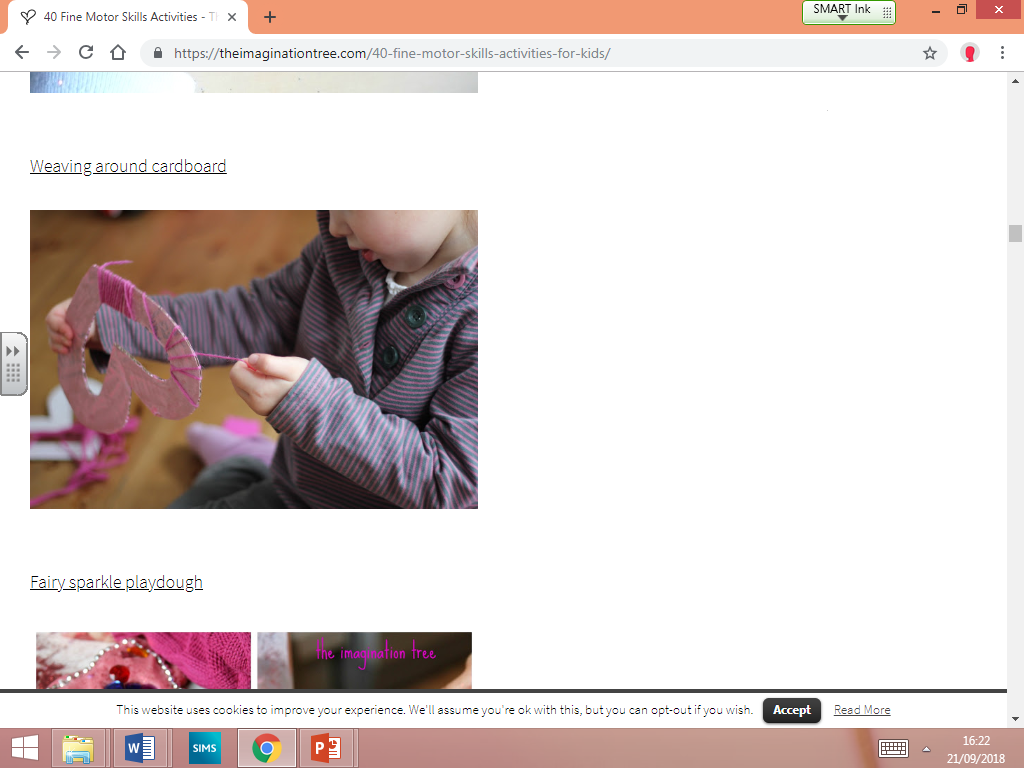 40 Fine Motor Skills Activities - Th
SMART Ink
https://theimaginationtree.com/40-fine-motor-skills-activities-for-kids/
Weaving around cardboard
Fairy sparkle playdough
the imagination tree
This website uses cookies to improve your experience. We'll assume you're ok with this, but you can opt-out if you wish. Accept Read More
SIMS
16:22
21/09/2018